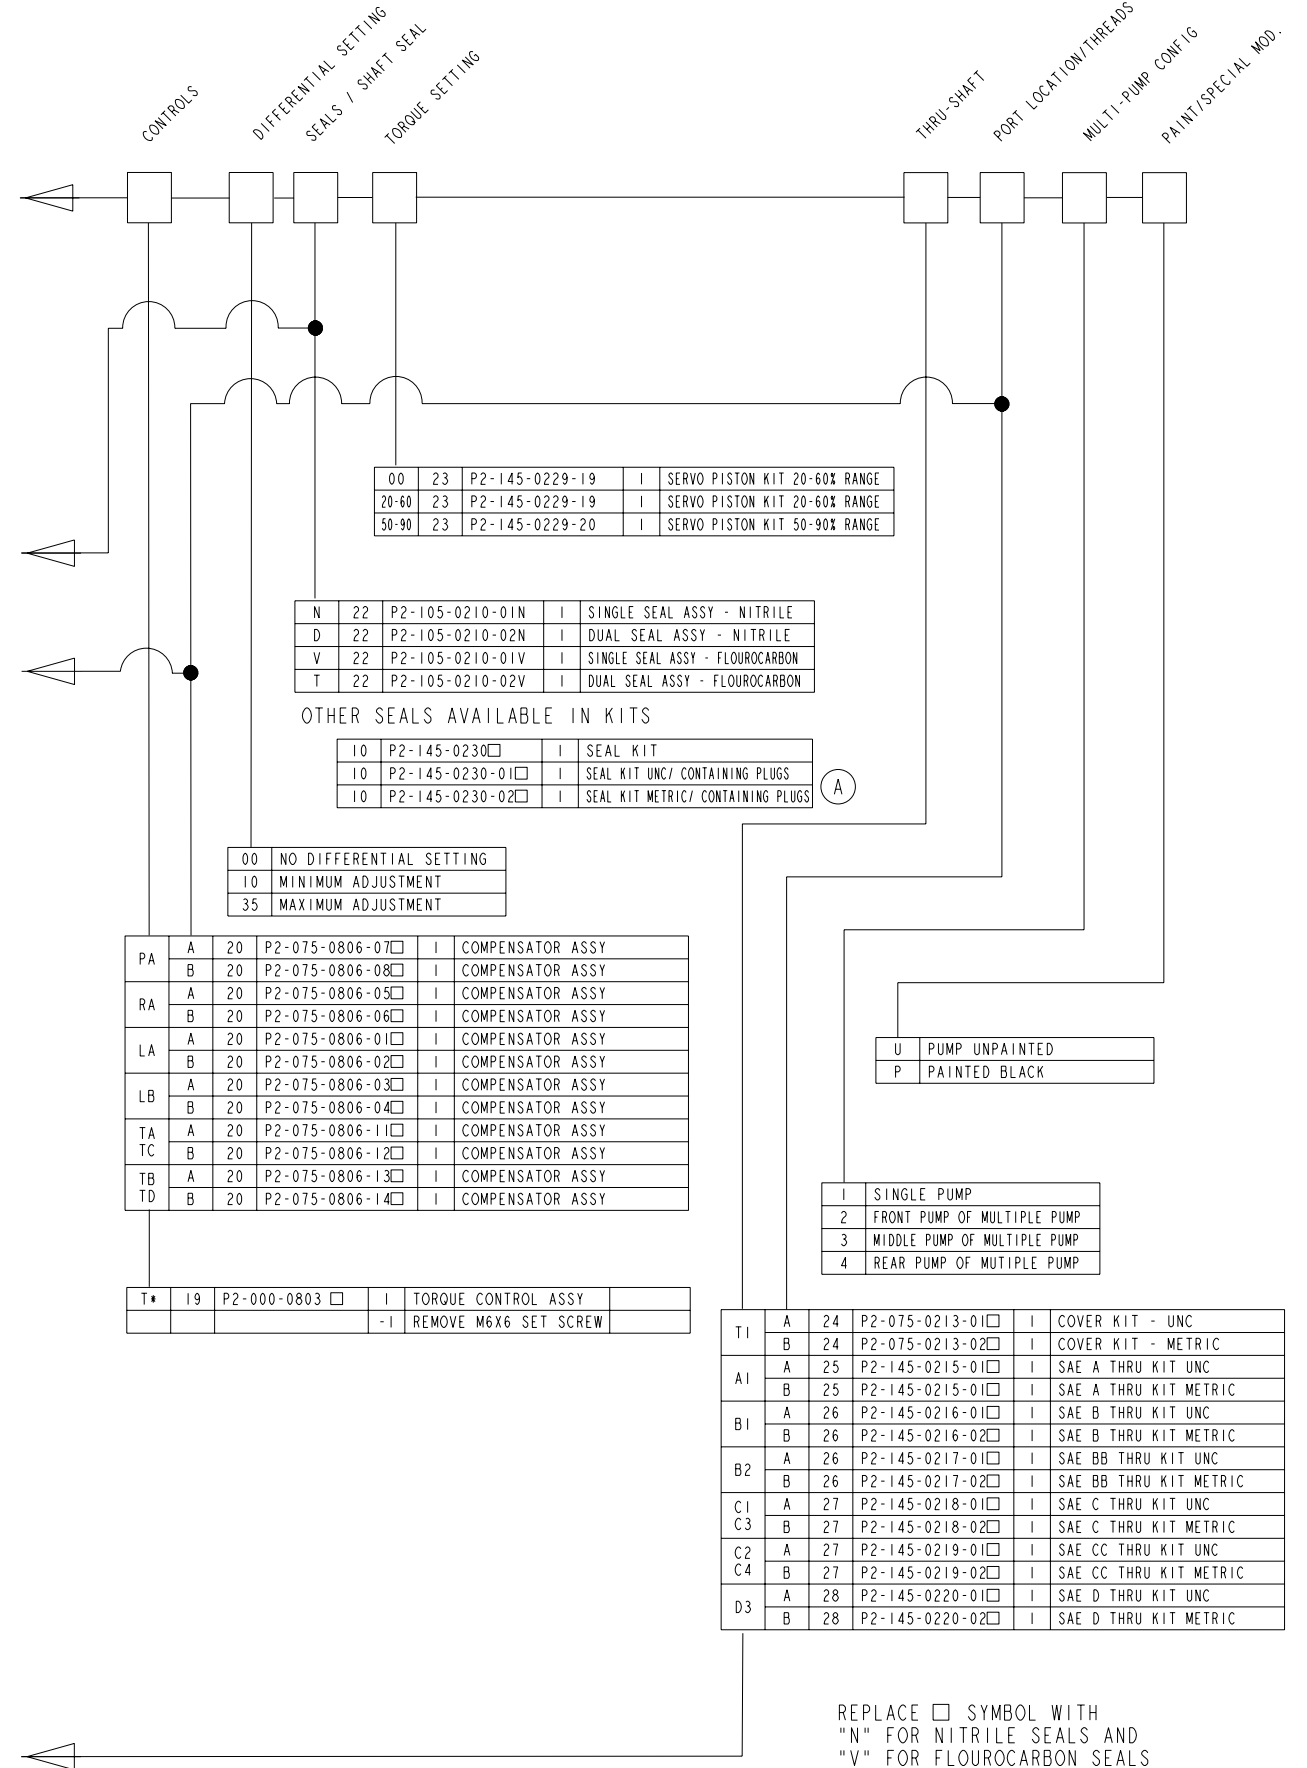 CONTROLS
DIFFERENTIAL SETTING
SEALS / SHAFT SEAL
TORQUE SETTING
THRU-SHAFT
PORT LOCATION/THREADS
MULTI-PUMP CONFIG
PAINT/SPECIAL MOD.
00 23 P2-145-0229-19 1 SERVO PISTON KIT 20-60% RANGE
20-60 23 P2-145-0229-19 1 SERVO PISTON KIT 20-60% RANGE
50-90 23 P2-145-0229-20 1 SERVO PISTON KIT 50-90% RANGE
N 22 P2-105-0210-01N 1 SINGLE SEAL ASSY - NITRILE
D 22 P2-105-0210-02N 1 DUAL SEAL ASSY - NITRILE
V 22 P2-105-0210-01V 1 SINGLE SEAL ASSY - FLOUROCARBON
T 22 P2-105-0210-02V 1 DUAL SEAL ASSY - FLOUROCARBON
OTHER SEALS AVAILABLE IN KITS
10 P2-145-0230□ 1 SEAL KIT
10 P2-145-0230-01□ 1 SEAL KIT UNC/ CONTAINING PLUGS
10 P2-145-0230-02□ 1 SEAL KIT METRIC/ CONTAINING PLUGS
A
00 NO DIFFERENTIAL SETTING
10 MINIMUM ADJUSTMENT
35 MAXIMUM ADJUSTMENT
PA A 20 P2-075-0806-07□ 1 COMPENSATOR ASSY
B 20 P2-075-0806-08□ 1 COMPENSATOR ASSY
RA A 20 P2-075-0806-05□ 1 COMPENSATOR ASSY
B 20 P2-075-0806-06□ 1 COMPENSATOR ASSY
LA A 20 P2-075-0806-01□ 1 COMPENSATOR ASSY
B 20 P2-075-0806-02□ 1 COMPENSATOR ASSY
LB A 20 P2-075-0806-03□ 1 COMPENSATOR ASSY
B 20 P2-075-0806-04□ 1 COMPENSATOR ASSY
TA A 20 P2-075-0806-11□ 1 COMPENSATOR ASSY
TC B 20 P2-075-0806-12□ 1 COMPENSATOR ASSY
TB A 20 P2-075-0806-13□ 1 COMPENSATOR ASSY
TD B 20 P2-075-0806-14□ 1 COMPENSATOR ASSY
T* 19 P2-000-0803 □ 1 TORQUE CONTROL ASSY
-1 REMOVE M6X6 SET SCREW
U PUMP UNPAINTED
P PAINTED BLACK
1 SINGLE PUMP
2 FRONT PUMP OF MULTIPLE PUMP
3 MIDDLE PUMP OF MULTIPLE PUMP
4 REAR PUMP OF MUTIPLE PUMP
T1 A 24 P2-075-0213-01□ 1 COVER KIT - UNC
B 24 P2-075-0213-02□ 1 COVER KIT - METRIC
A1 A 25 P2-145-0215-01□ 1 SAE A THRU KIT UNC
B 25 P2-145-0215-01□ 1 SAE A THRU KIT METRIC
B1 A 26 P2-145-0216-01□ 1 SAE B THRU KIT UNC
B 26 P2-145-0216-02□ 1 SAE B THRU KIT METRIC
B2 A 26 P2-145-0217-01□ 1 SAE BB THRU KIT UNC
B 26 P2-145-0217-02□ 1 SAE BB THRU KIT METRIC
C1 A 27 P2-145-0218-01□ 1 SAE C THRU KIT UNC
C3 B 27 P2-145-0218-02□ 1 SAE C THRU KIT METRIC
C2 A 27 P2-145-0219-01□ 1 SAE CC THRU KIT UNC
C4 B 27 P2-145-0219-02□ 1 SAE CC THRU KIT METRIC
D3 A 28 P2-145-0220-01□ 1 SAE D THRU KIT UNC
B 28 P2-145-0220-02□ 1 SAE D THRU KIT METRIC
REPLACE □ SYMBOL WITH
"N" FOR NITRILE SEALS AND
"V" FOR FLOUROCARBON SEALS